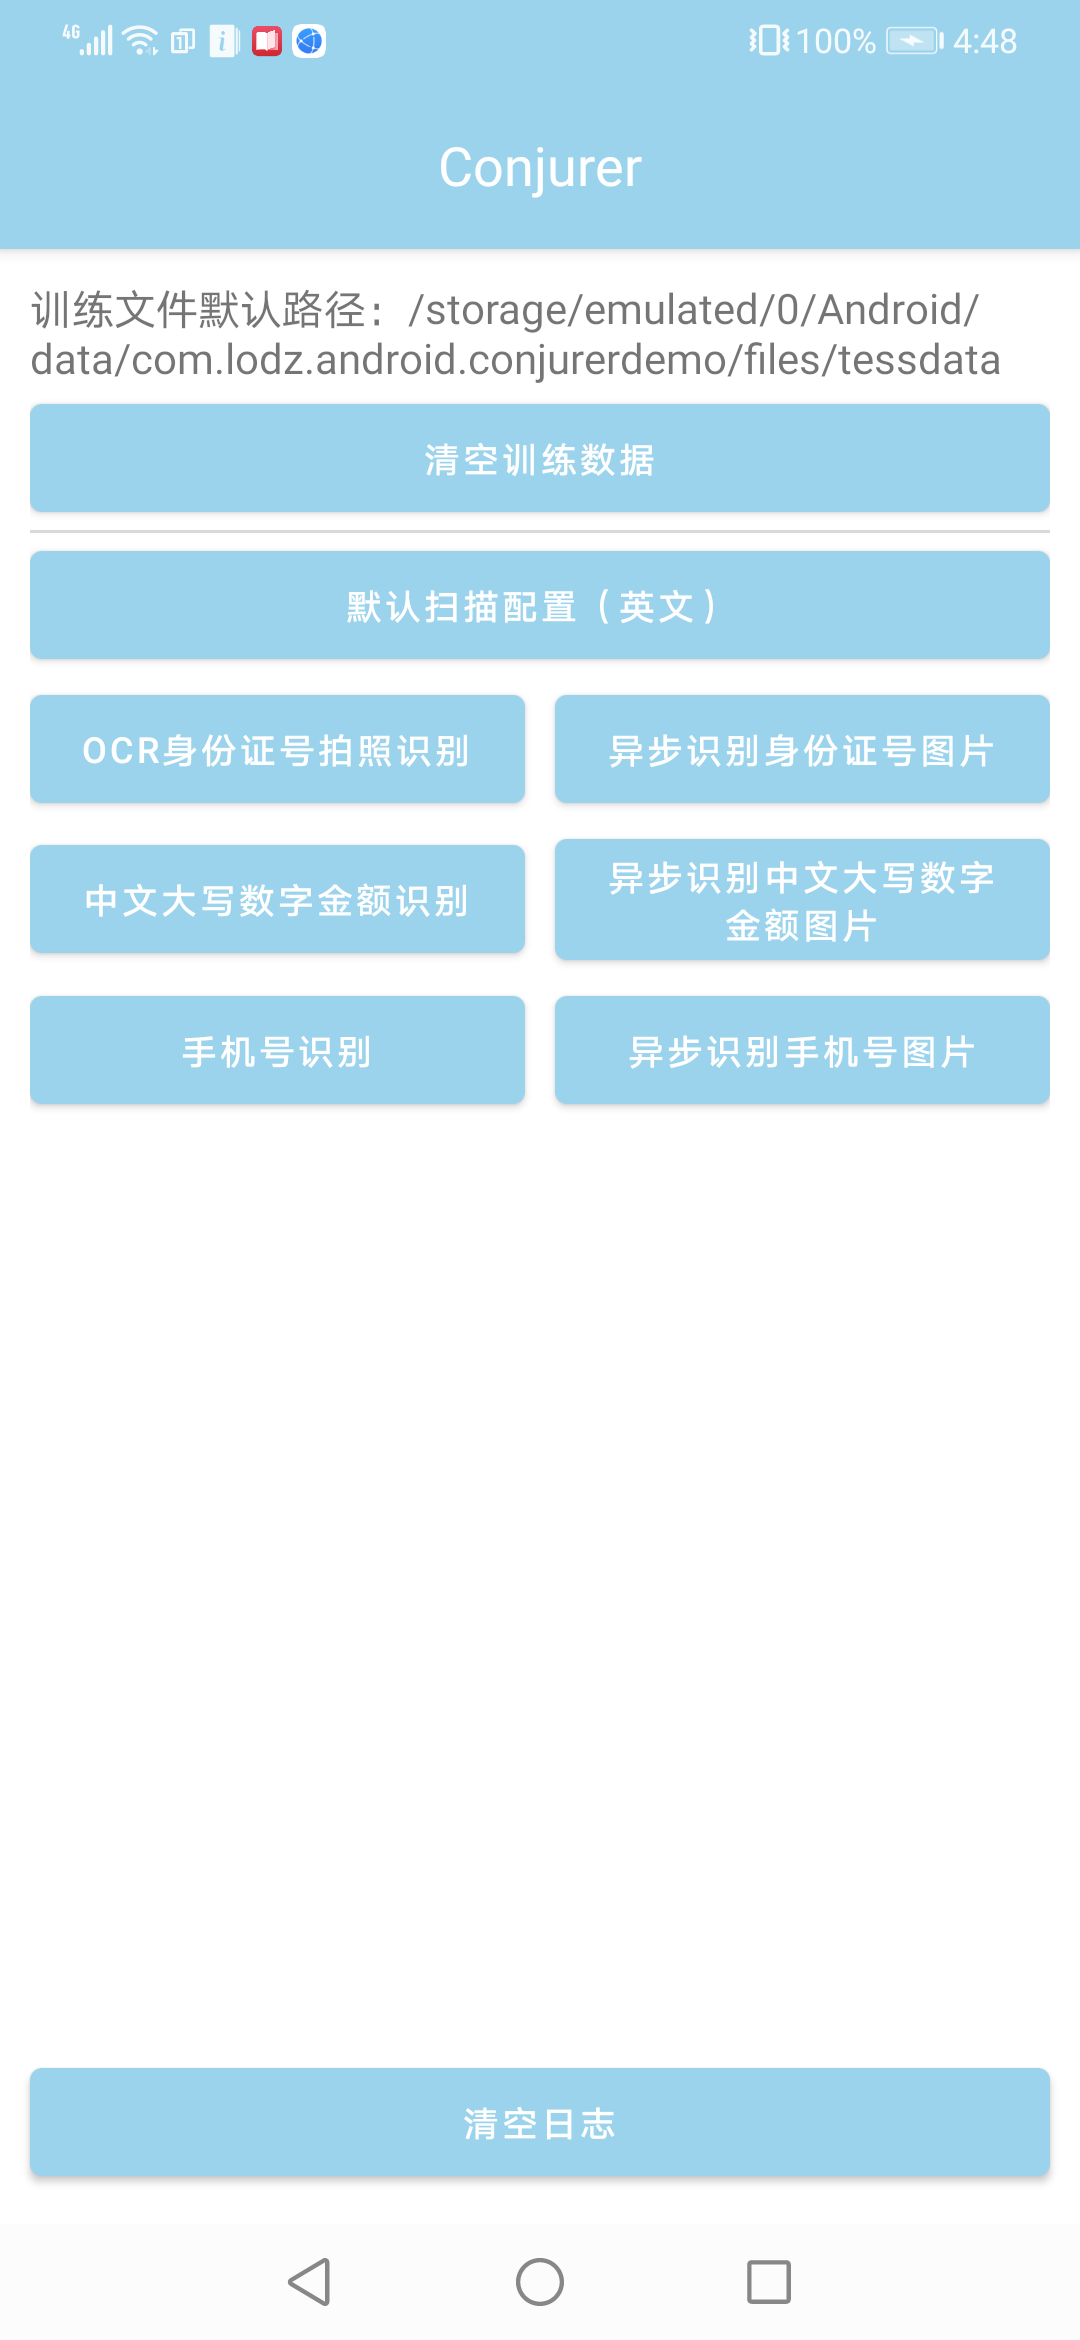 4G 100% 4:48
Conjurer
训练文件默认路径：/storage/emulated/0/Android/
data/com.lodz.android.conjurerdemo/files/tessdata
清空训练数据
默认扫描配置（英文）
OCR身份证号拍照识别
异步识别身份证号图片
中文大写数字金额识别
异步识别中文大写数字
金额图片
手机号识别
异步识别手机号图片
清空日志